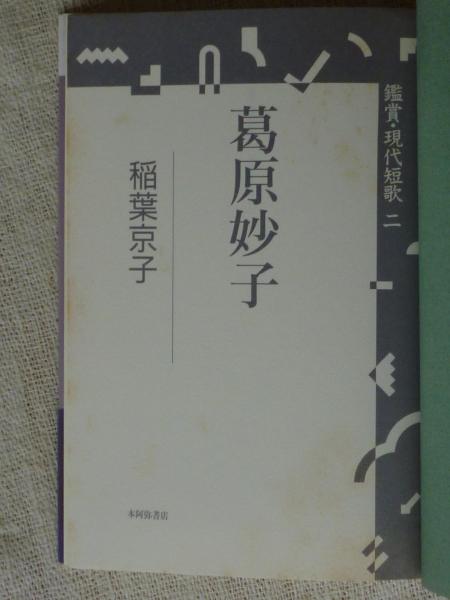 鑑賞・現代短歌 二
葛原妙子
稲葉京子
本阿弥書店